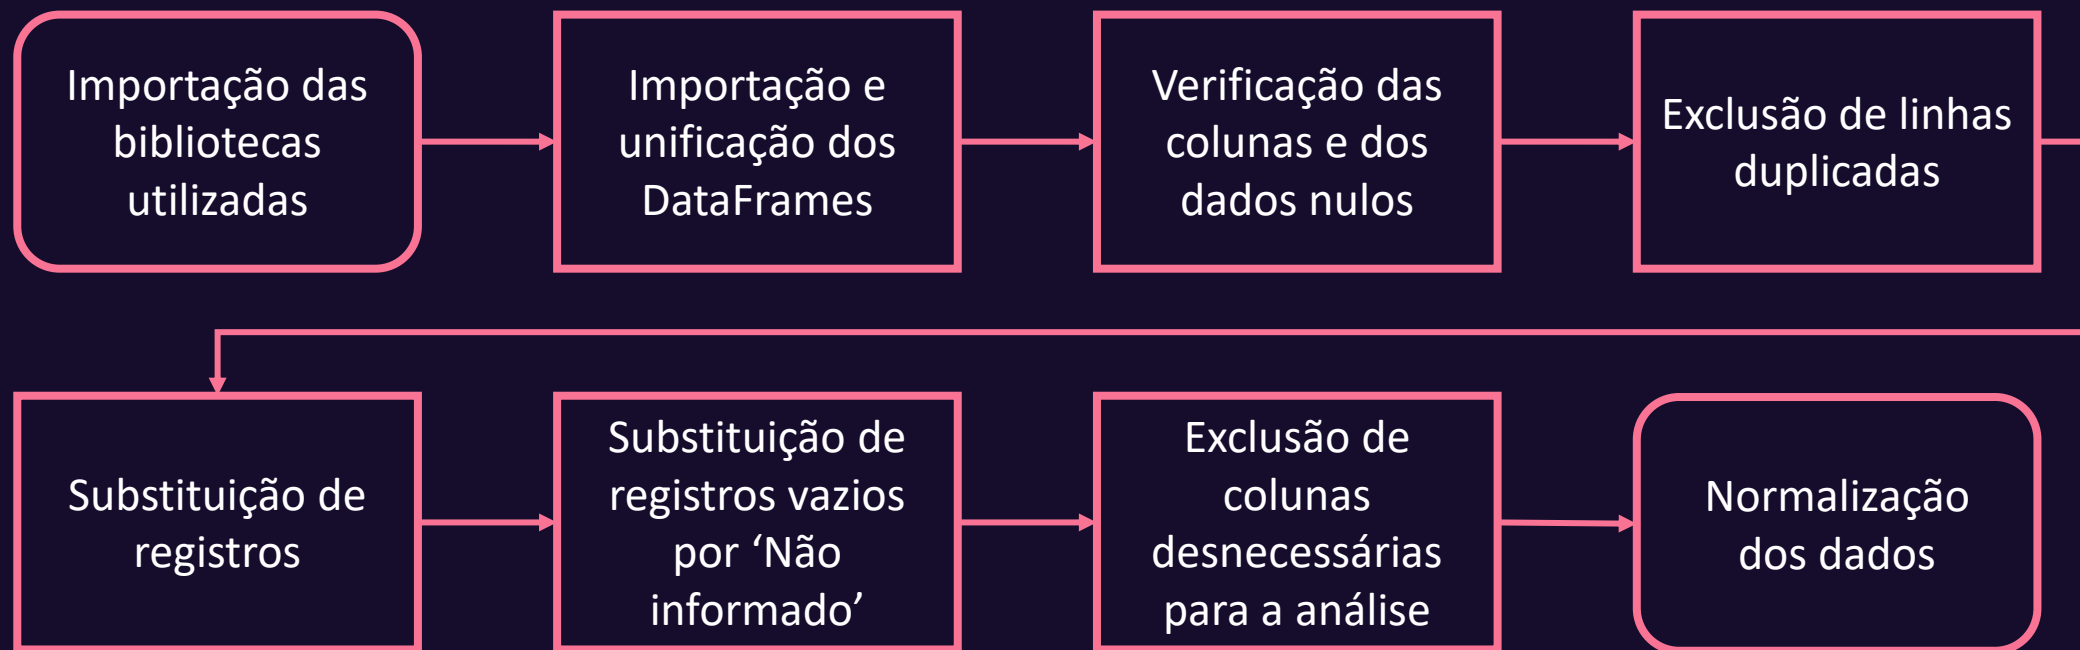 Importação das
bibliotecas
utilizadas
Importação e
unificação dos
DataFrames
Verificação das
colunas e dos
dados nulos
Exclusão de linhas
duplicadas
Substituição de
registros
Substituição de
registros vazios
por ‘Não
informado’
Exclusão de
colunas
desnecessárias
para a análise
Normalização
dos dados